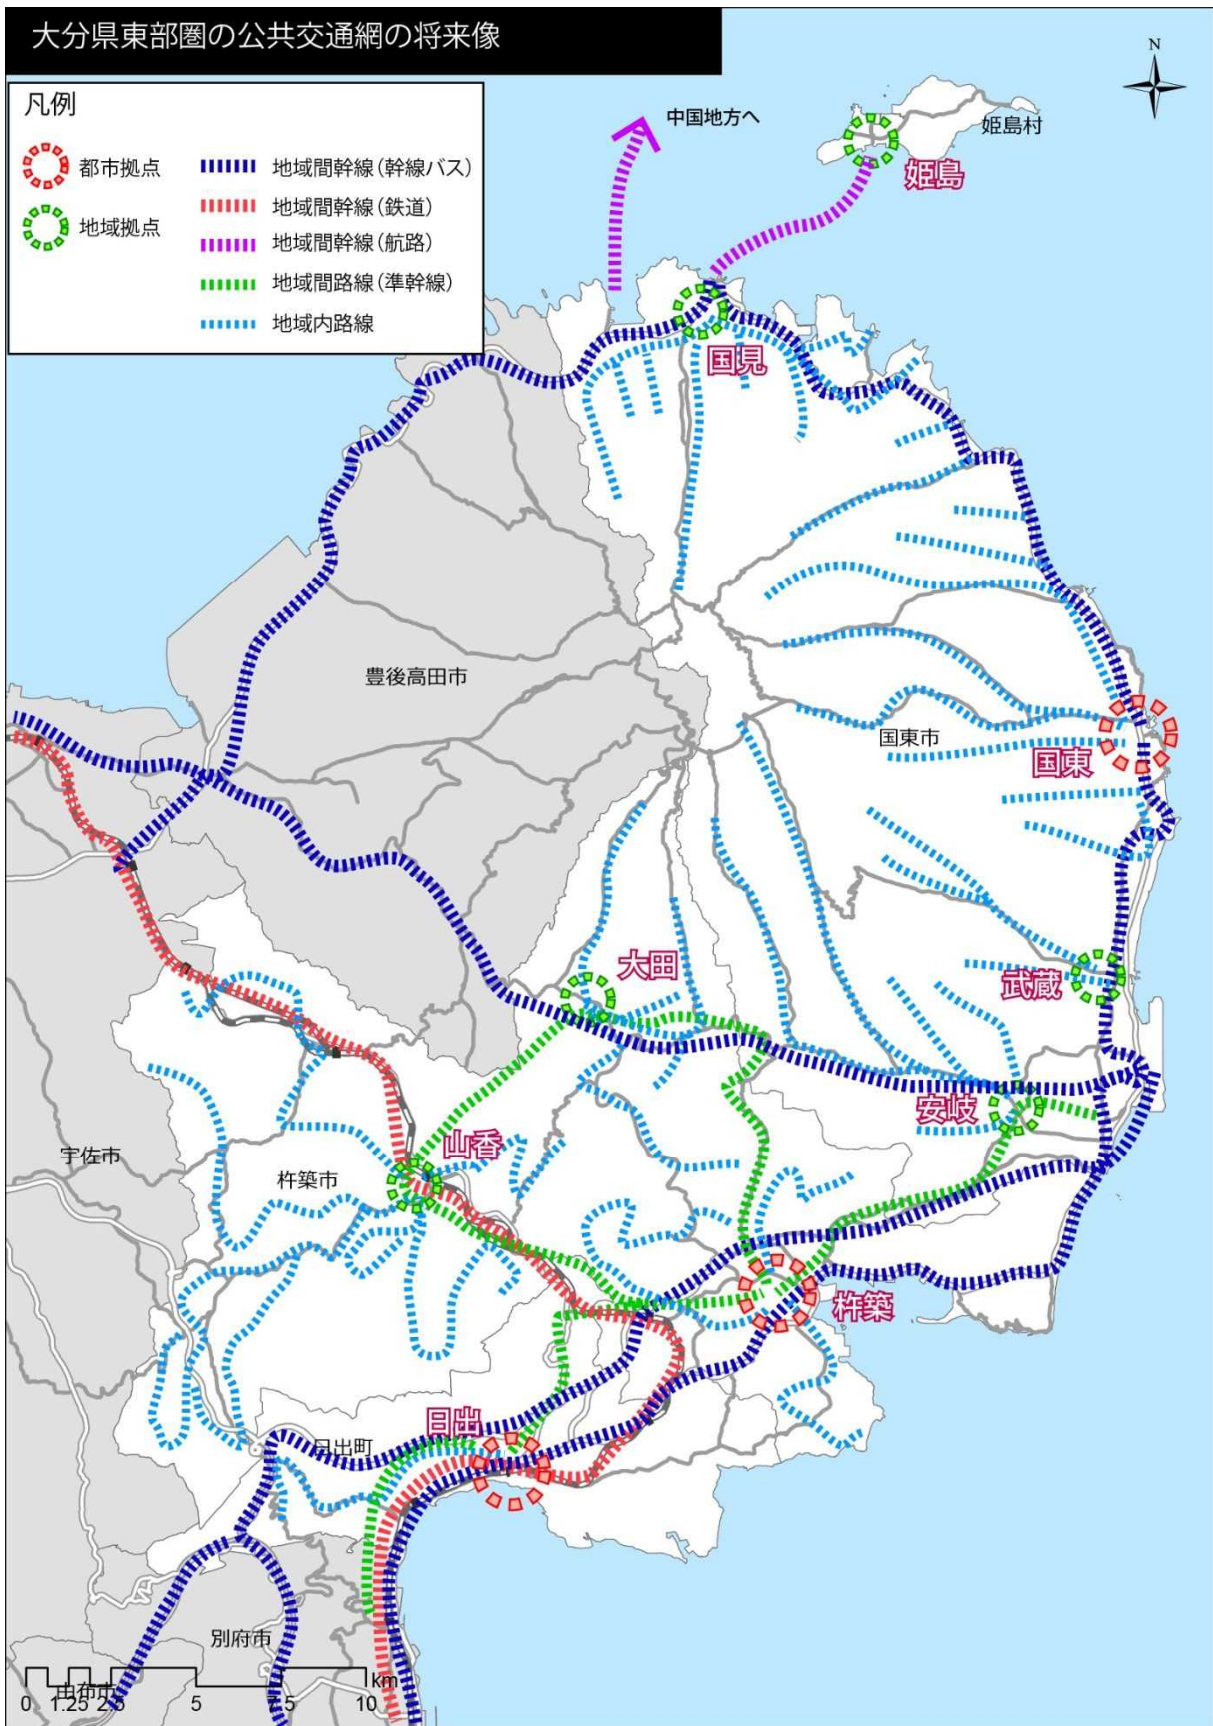 大分県東部圏の公共交通網の将来像
凡例
都市拠点
地域拠点
地域間幹線(幹線バス)
地域間幹線(鉄道)
地域間幹線(航路)
地域間路線(準幹線)
地域内路線
N
中国地方へ
姫島村
姫島
国見
豊後高田市
国東市
国東
大田
武蔵
安岐
山香
宇佐市
杵築市
杵築
日出
日出町
別府市
由布市
km
0 1.25 2.5 5 7.5 10